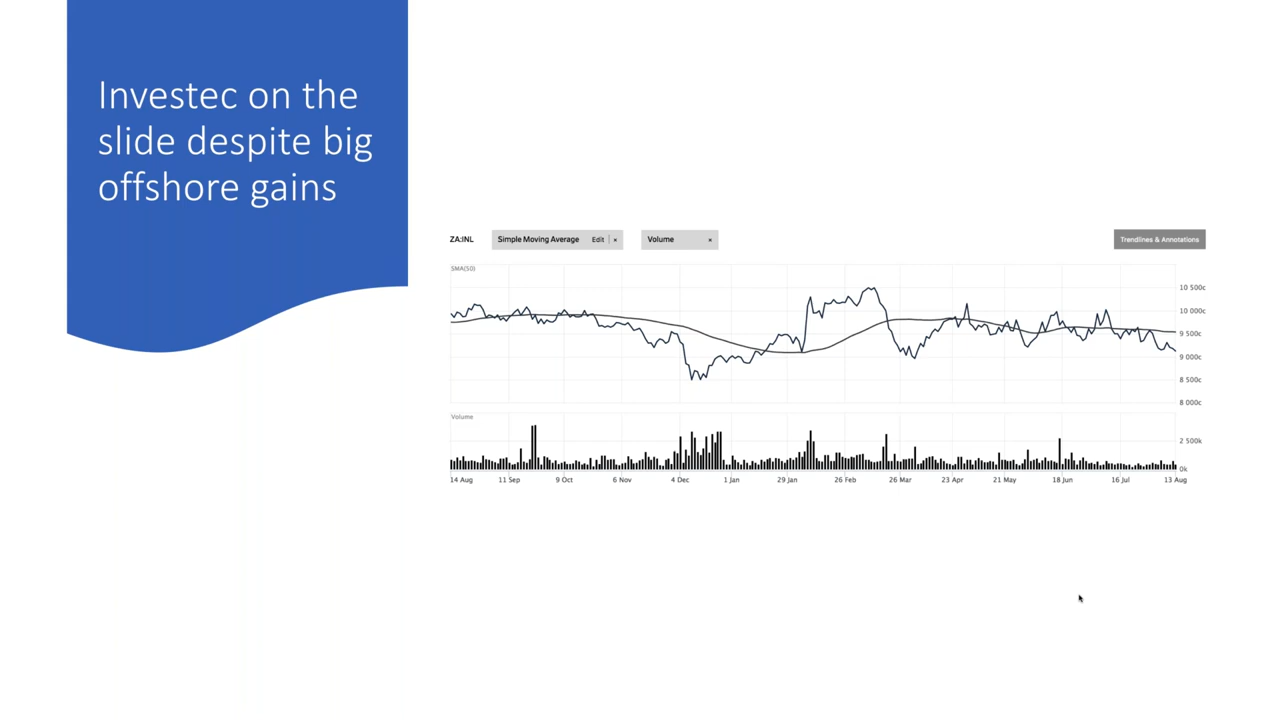 Investec on the
slide despite big
offshore gains
ZA:INL
Simple Moving Average Edit | ×
Volume ×
Trendlines & Annotations
SMA(50)
10 500c
10 000c
9 500c
9 000c
8 500c
8 000c
Volume
2 500k
0k
14 Aug 11 Sep 9 Oct 6 Nov 4 Dec 1 Jan 29 Jan 26 Feb 26 Mar 23 Apr 21 May 18 Jun 16 Jul 13 Aug